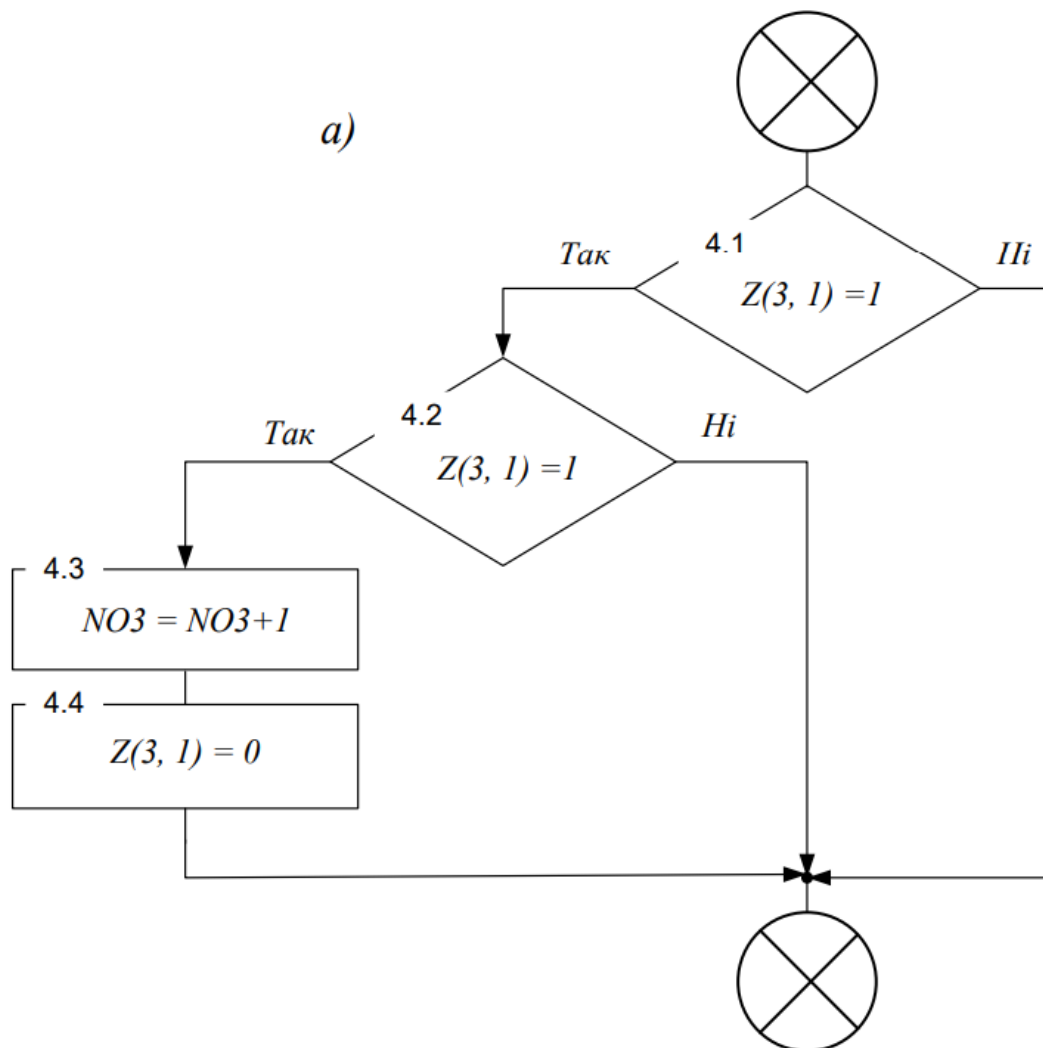 а)
4.1
Так
Ні
Z(3, 1) =1
4.2
Так
Ні
Z(3, 1) =1
4.3
NO3 = NO3+1
4.4
Z(3, 1) = 0